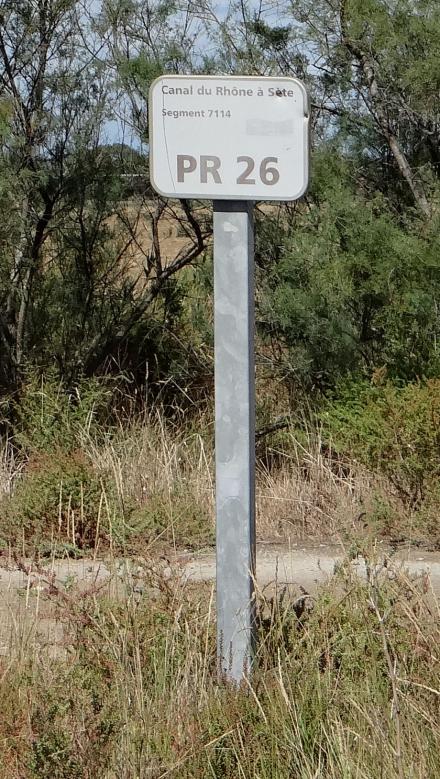 Canal du Rhône à Sète
Segment 7114
PR 26